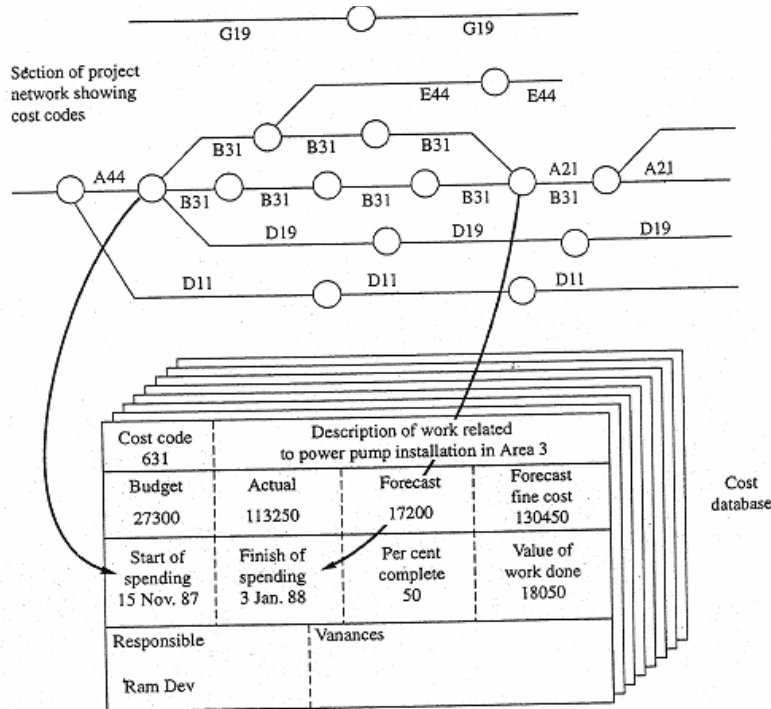 G19 G19
Section of project
network showing
cost codes
E44 E44
B31 B31 B31
A44 A21 A21
B31 B31 B31 B31 B31
D19 D19 D19
D11 D11 D11
Cost code
631
Description of work related
to power pump installation in Area 3
Budget
27300
Actual
113250
Forecast
17200
Forecast
fine cost
130450
Cost
database
Start of
spending
15 Nov. 87
Finish of
spending
3 Jan. 88
Per cent
complete
50
Value of
work done
18050
Responsible
Ram Dev
Vanances